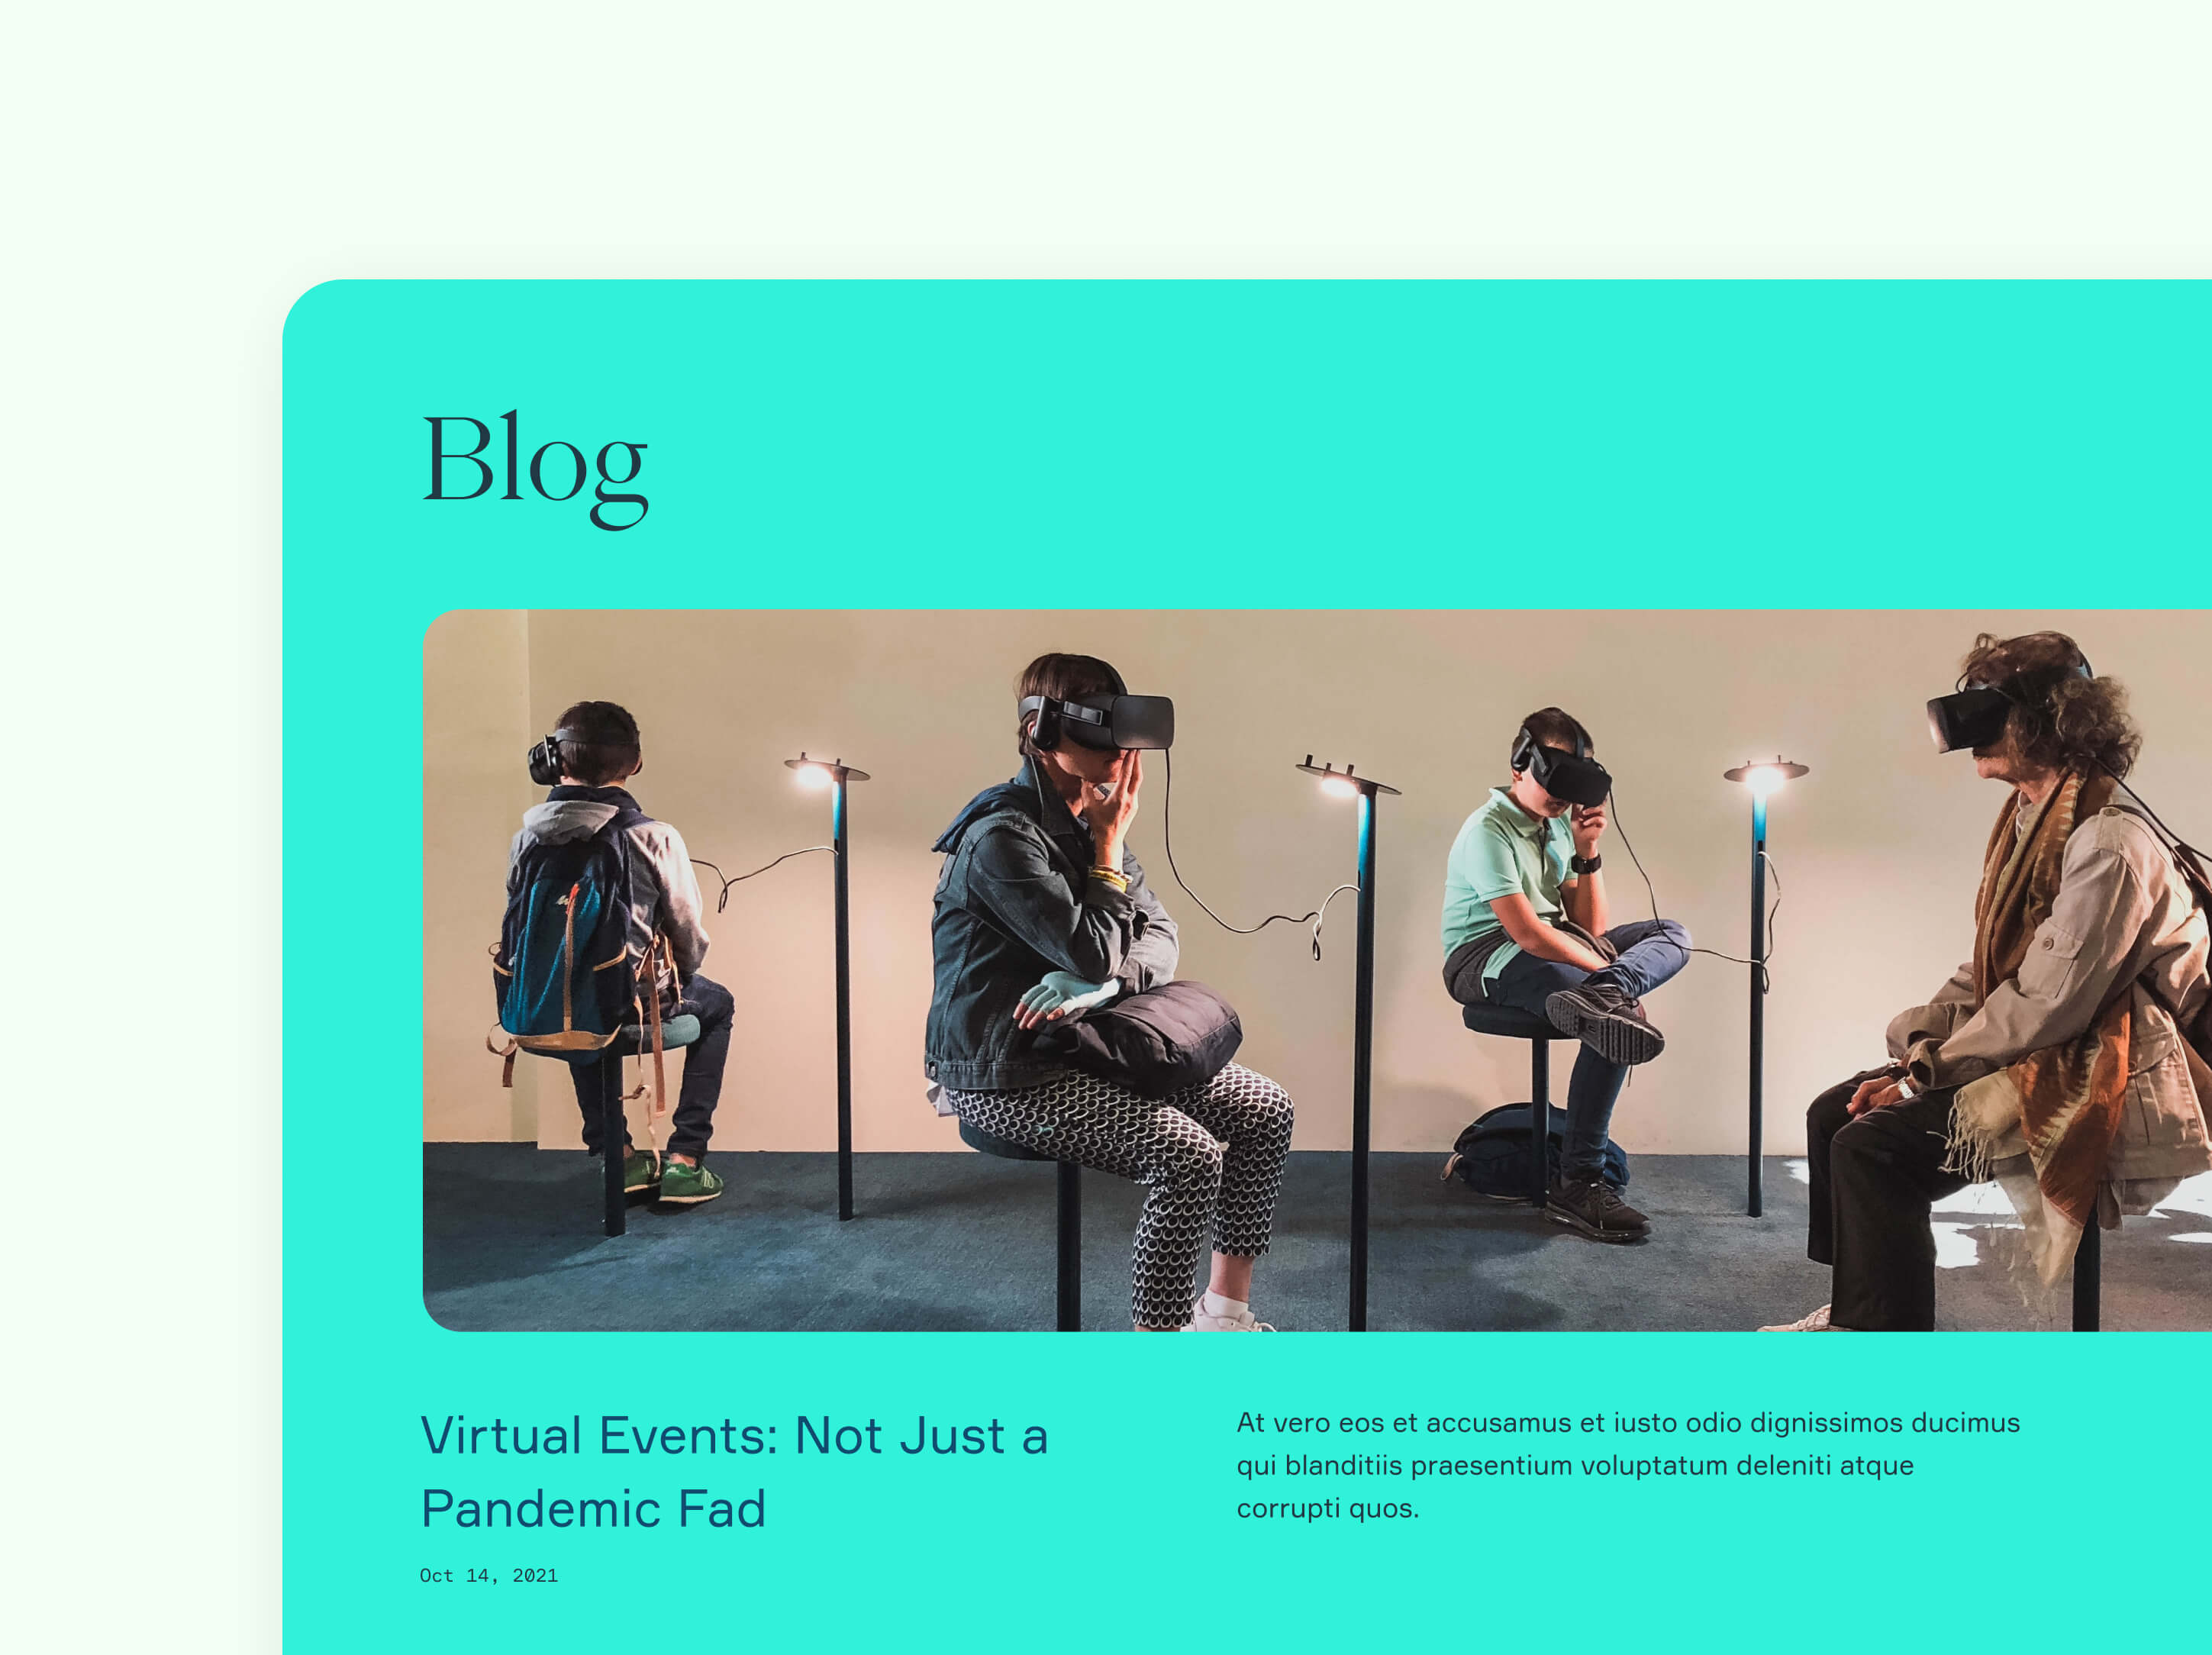 Blog
Virtual Events: Not Just a
Pandemic Fad
Oct 14, 2021
At vero eos et accusamus et iusto odio dignissimos ducimus
qui blanditiis praesentium voluptatum deleniti atque
corrupti quos.